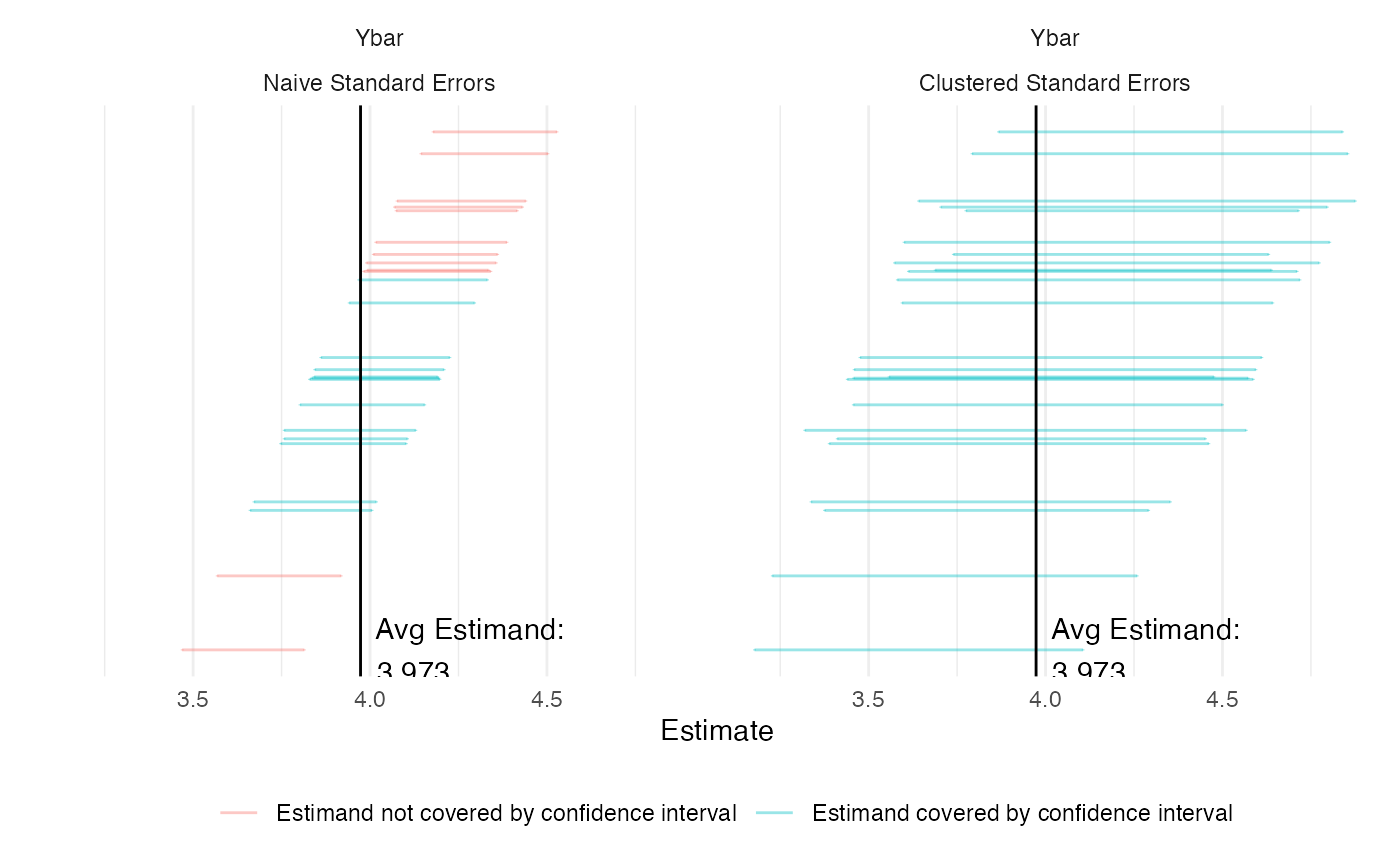 Ybar
Ybar
Naive Standard Errors
Clustered Standard Errors
Avg Estimand:
3.973
Avg Estimand:
3.973
3.5 4.0 4.5
3.5 4.0 4.5
Estimate
Estimand not covered by confidence interval
Estimand covered by confidence interval